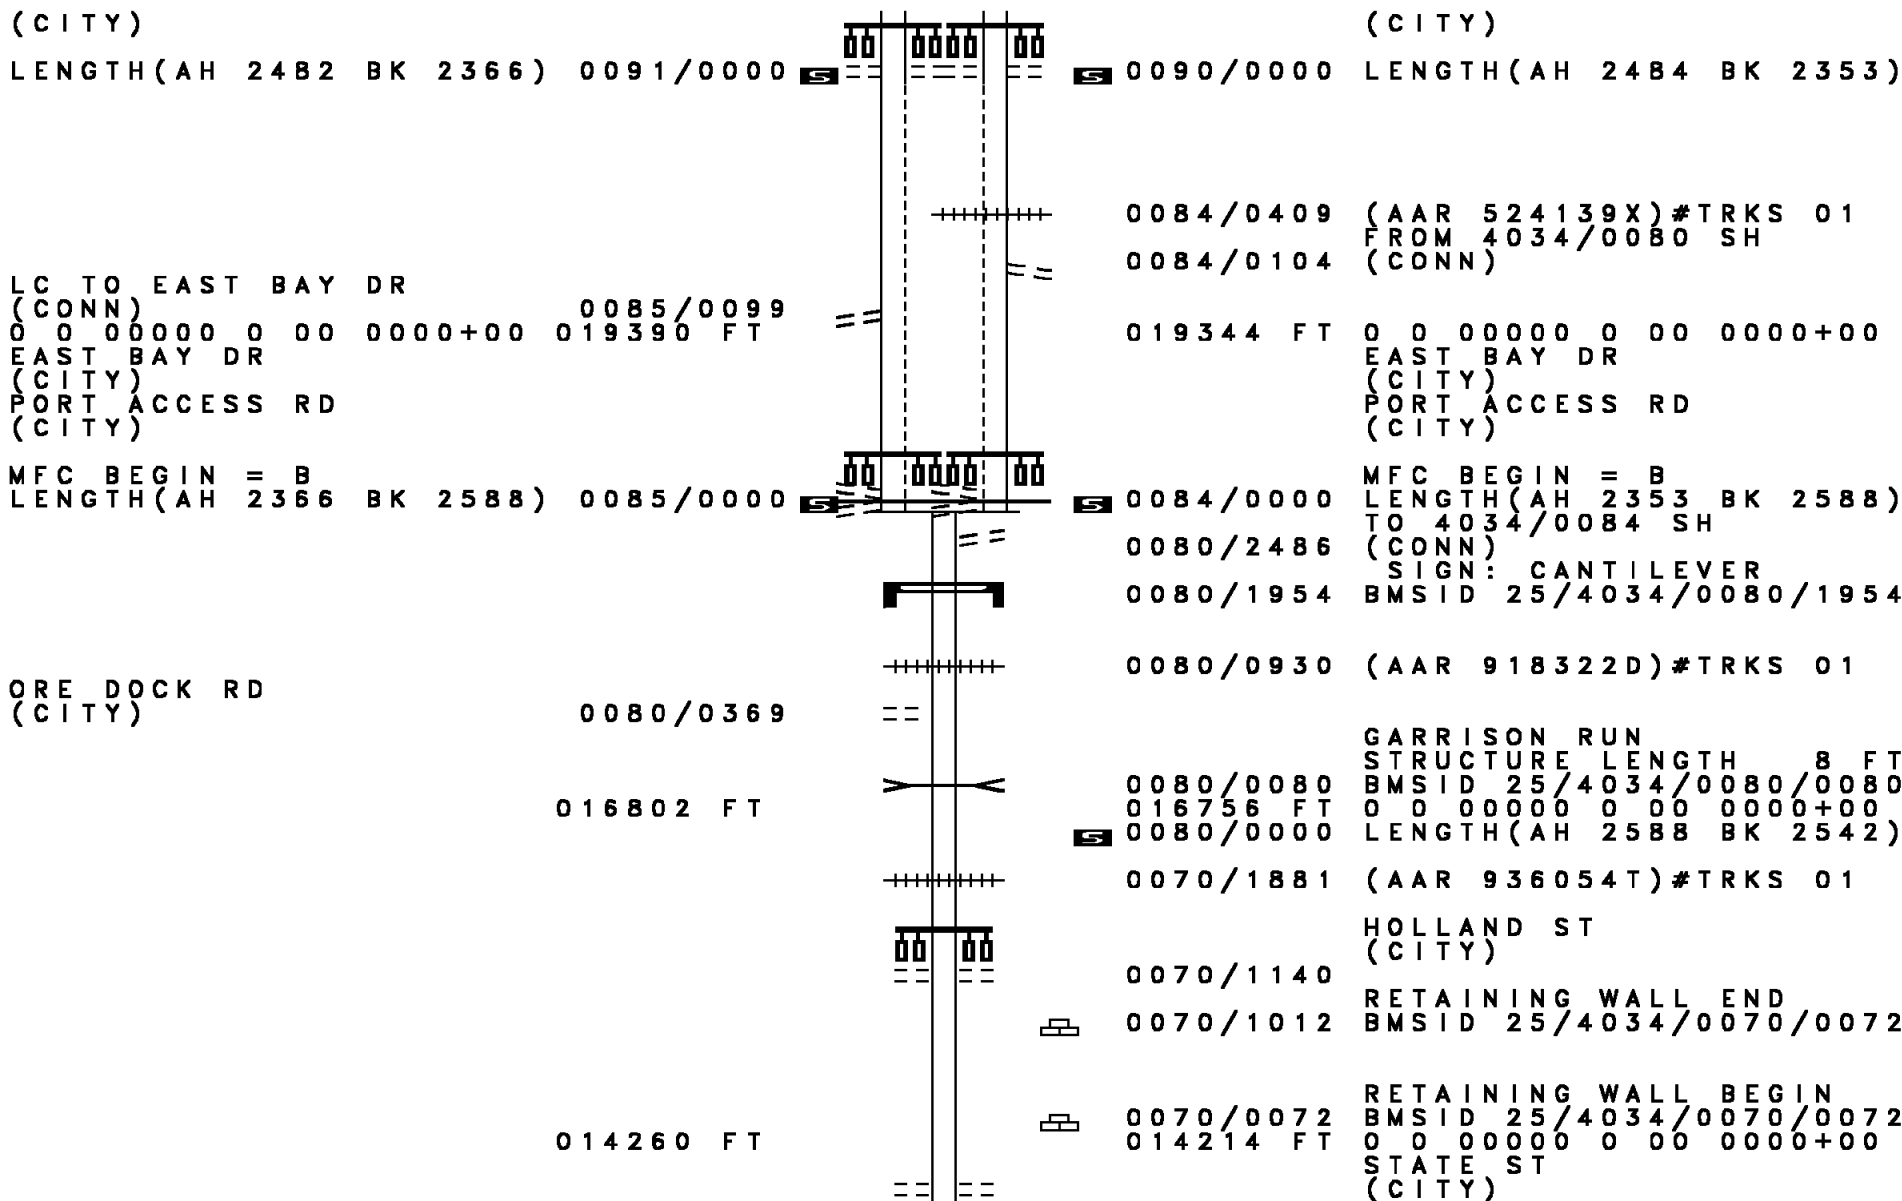 (CITY) (CITY)
LENGTH(AH 2482 BK 2366) 0091/0000 S S 0090/0000 LENGTH(AH 2484 BK 2353)
0084/0409 (AAR 524139X)#TRKS 01
FROM 4034/0080 SH
0084/0104 (CONN)
LC TO EAST BAY DR
(CONN) 0085/0099
0 0 00000 0 00 0000+00 019390 FT 019344 FT 0 0 00000 0 00 0000+00
EAST BAY DR EAST BAY DR
(CITY) (CITY)
PORT ACCESS RD PORT ACCESS RD
(CITY) (CITY)
MFC BEGIN = B MFC BEGIN = B
LENGTH(AH 2366 BK 2588) 0085/0000 S S 0084/0000 LENGTH(AH 2353 BK 2588)
TO 4034/0084 SH
0080/2486 (CONN)
SIGN: CANTILEVER
0080/1954 BMSID 25/4034/0080/1954
0080/0930 (AAR 918322D)#TRKS 01
ORE DOCK RD
(CITY) 0080/0369
GARRISON RUN
STRUCTURE LENGTH 8 FT
0080/0080 BMSID 25/4034/0080/0080
016802 FT 016756 FT 0 0 00000 0 00 0000+00
S 0080/0000 LENGTH(AH 2588 BK 2542)
0070/1881 (AAR 936054T)#TRKS 01
HOLLAND ST
(CITY)
0070/1140
RETAINING WALL END
0070/1012 BMSID 25/4034/0070/0072
RETAINING WALL BEGIN
0070/0072 BMSID 25/4034/0070/0072
014260 FT 014214 FT 0 0 00000 0 00 0000+00
STATE ST
(CITY)